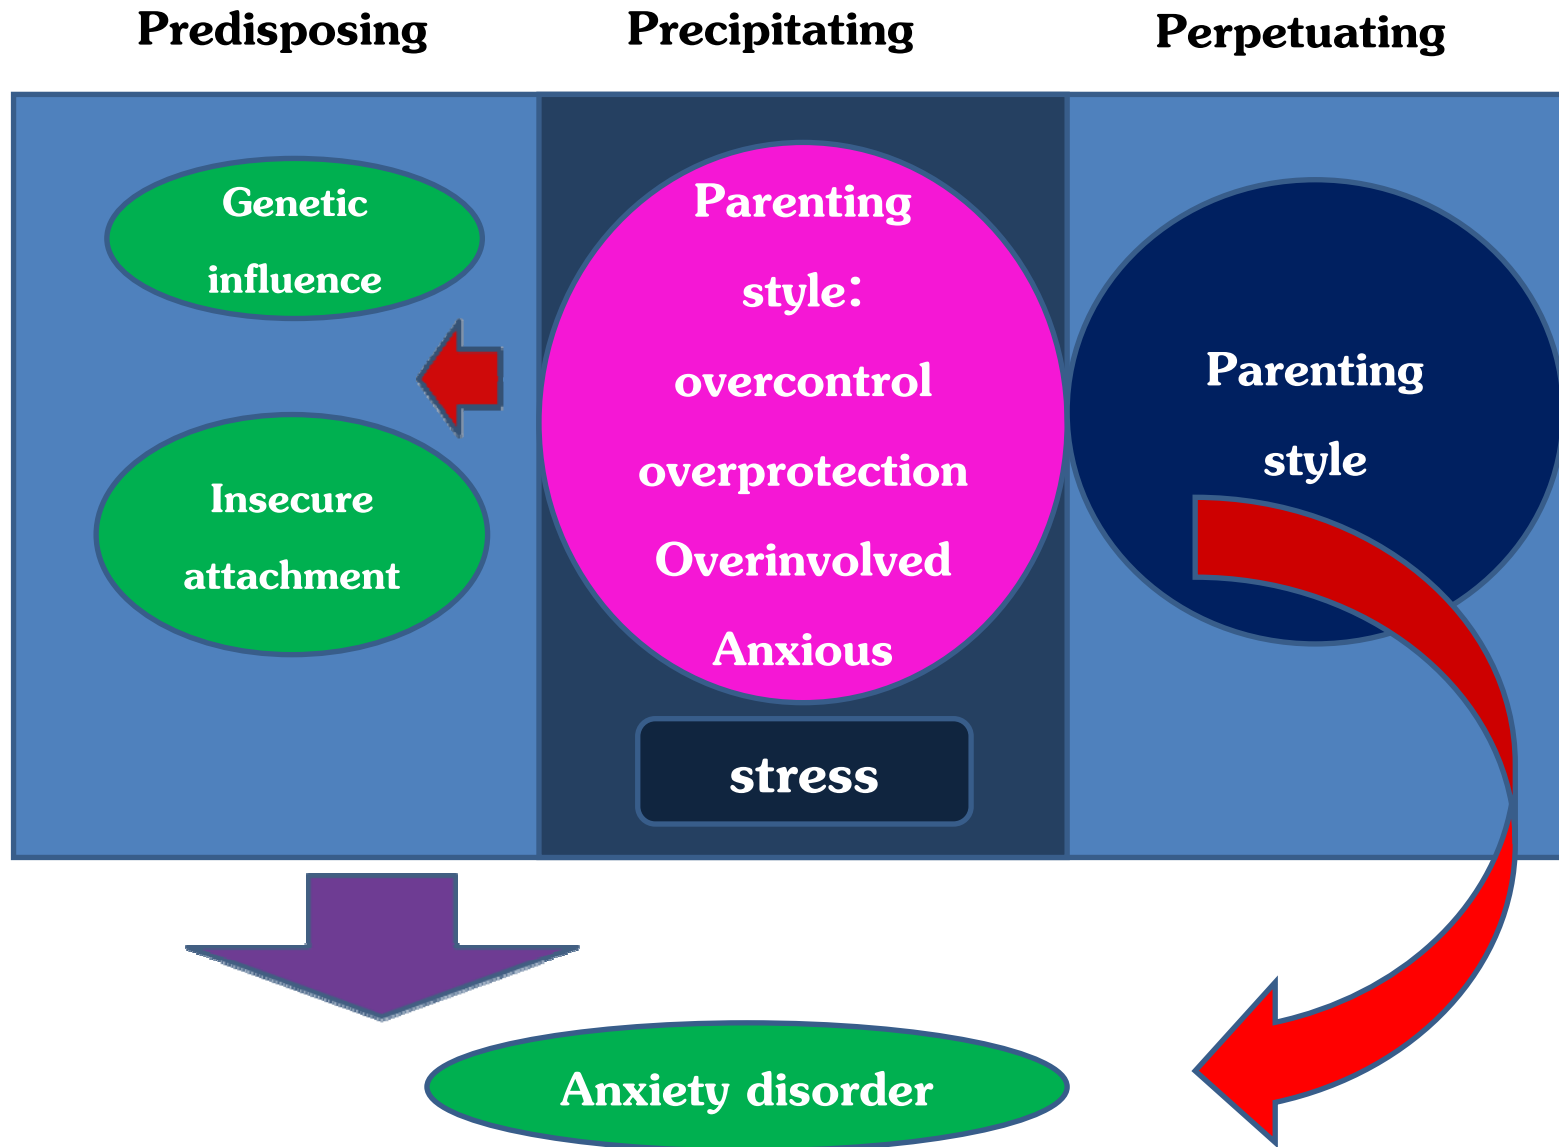 Predisposing Precipitating Perpetuating
Genetic
influence
Insecure
attachment
Parenting
style:
overcontrol
overprotection
Overinvolved
Anxious
stress
Parenting
style
Anxiety disorder